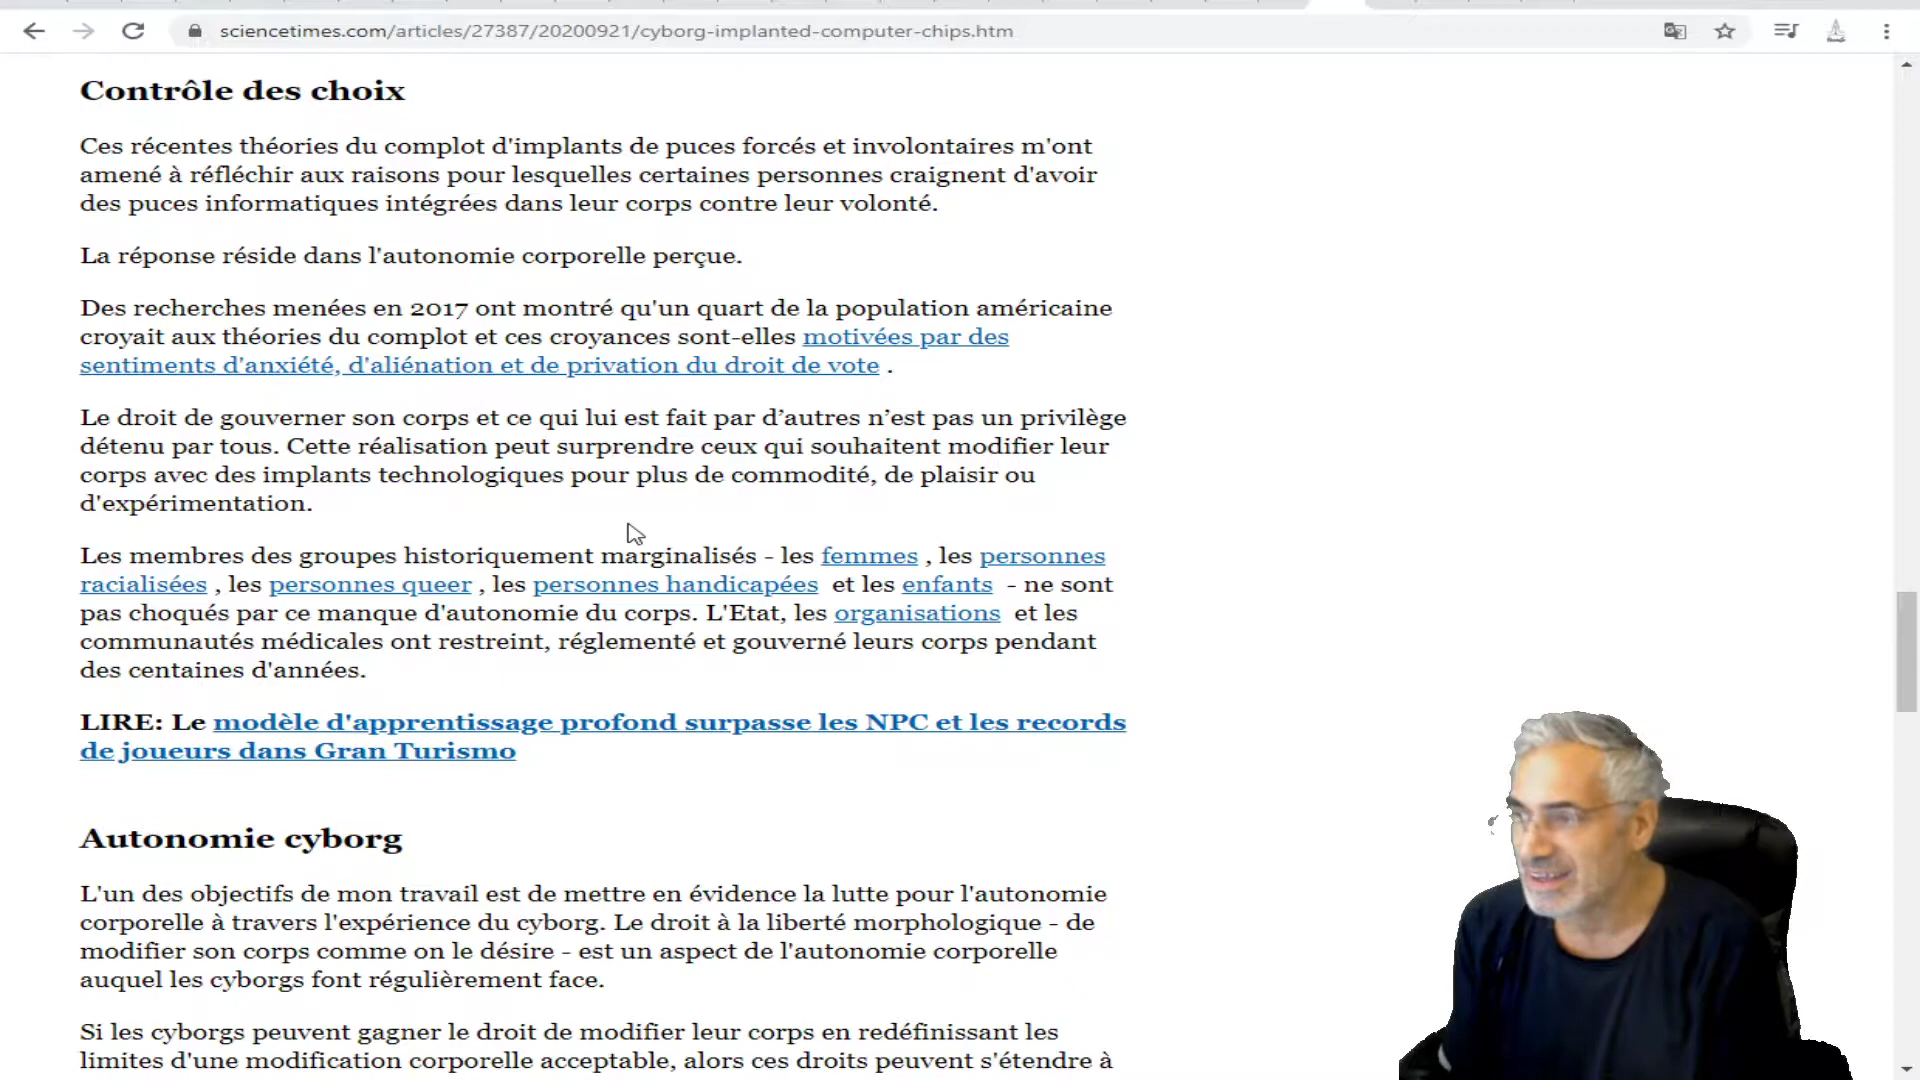 sciencetimes.com/articles/27387/20200921/cyborg-implanted-computer-chips.htm
Contrôle des choix
Ces récentes théories du complot d'implants de puces forcés et involontaires m'ont
amené à réfléchir aux raisons pour lesquelles certaines personnes craignent d'avoir
des puces informatiques intégrées dans leur corps contre leur volonté.
La réponse réside dans l'autonomie corporelle perçue.
Des recherches menées en 2017 ont montré qu'un quart de la population américaine
croyait aux théories du complot et ces croyances sont-elles motivées par des
sentiments d'anxiété, d'aliénation et de privation du droit de vote .
Le droit de gouverner son corps et ce qui lui est fait par d’autres n’est pas un privilège
détenu par tous. Cette réalisation peut surprendre ceux qui souhaitent modifier leur
corps avec des implants technologiques pour plus de commodité, de plaisir ou
d'expérimentation.
Les membres des groupes historiquement marginalisés - les femmes , les personnes
racialisées , les personnes queer , les personnes handicapées et les enfants - ne sont
pas choqués par ce manque d'autonomie du corps. L'Etat, les organisations et les
communautés médicales ont restreint, réglementé et gouverné leurs corps pendant
des centaines d'années.
LIRE: Le modèle d'apprentissage profond surpasse les NPC et les records
de joueurs dans Gran Turismo
Autonomie cyborg
L'un des objectifs de mon travail est de mettre en évidence la lutte pour l'autonomie
corporelle à travers l'expérience du cyborg. Le droit à la liberté morphologique - de
modifier son corps comme on le désire - est un aspect de l'autonomie corporelle
auquel les cyborgs font régulièrement face.
Si les cyborgs peuvent gagner le droit de modifier leur corps en redéfinissant les
limites d'une modification corporelle acceptable, alors ces droits peuvent s'étendre à